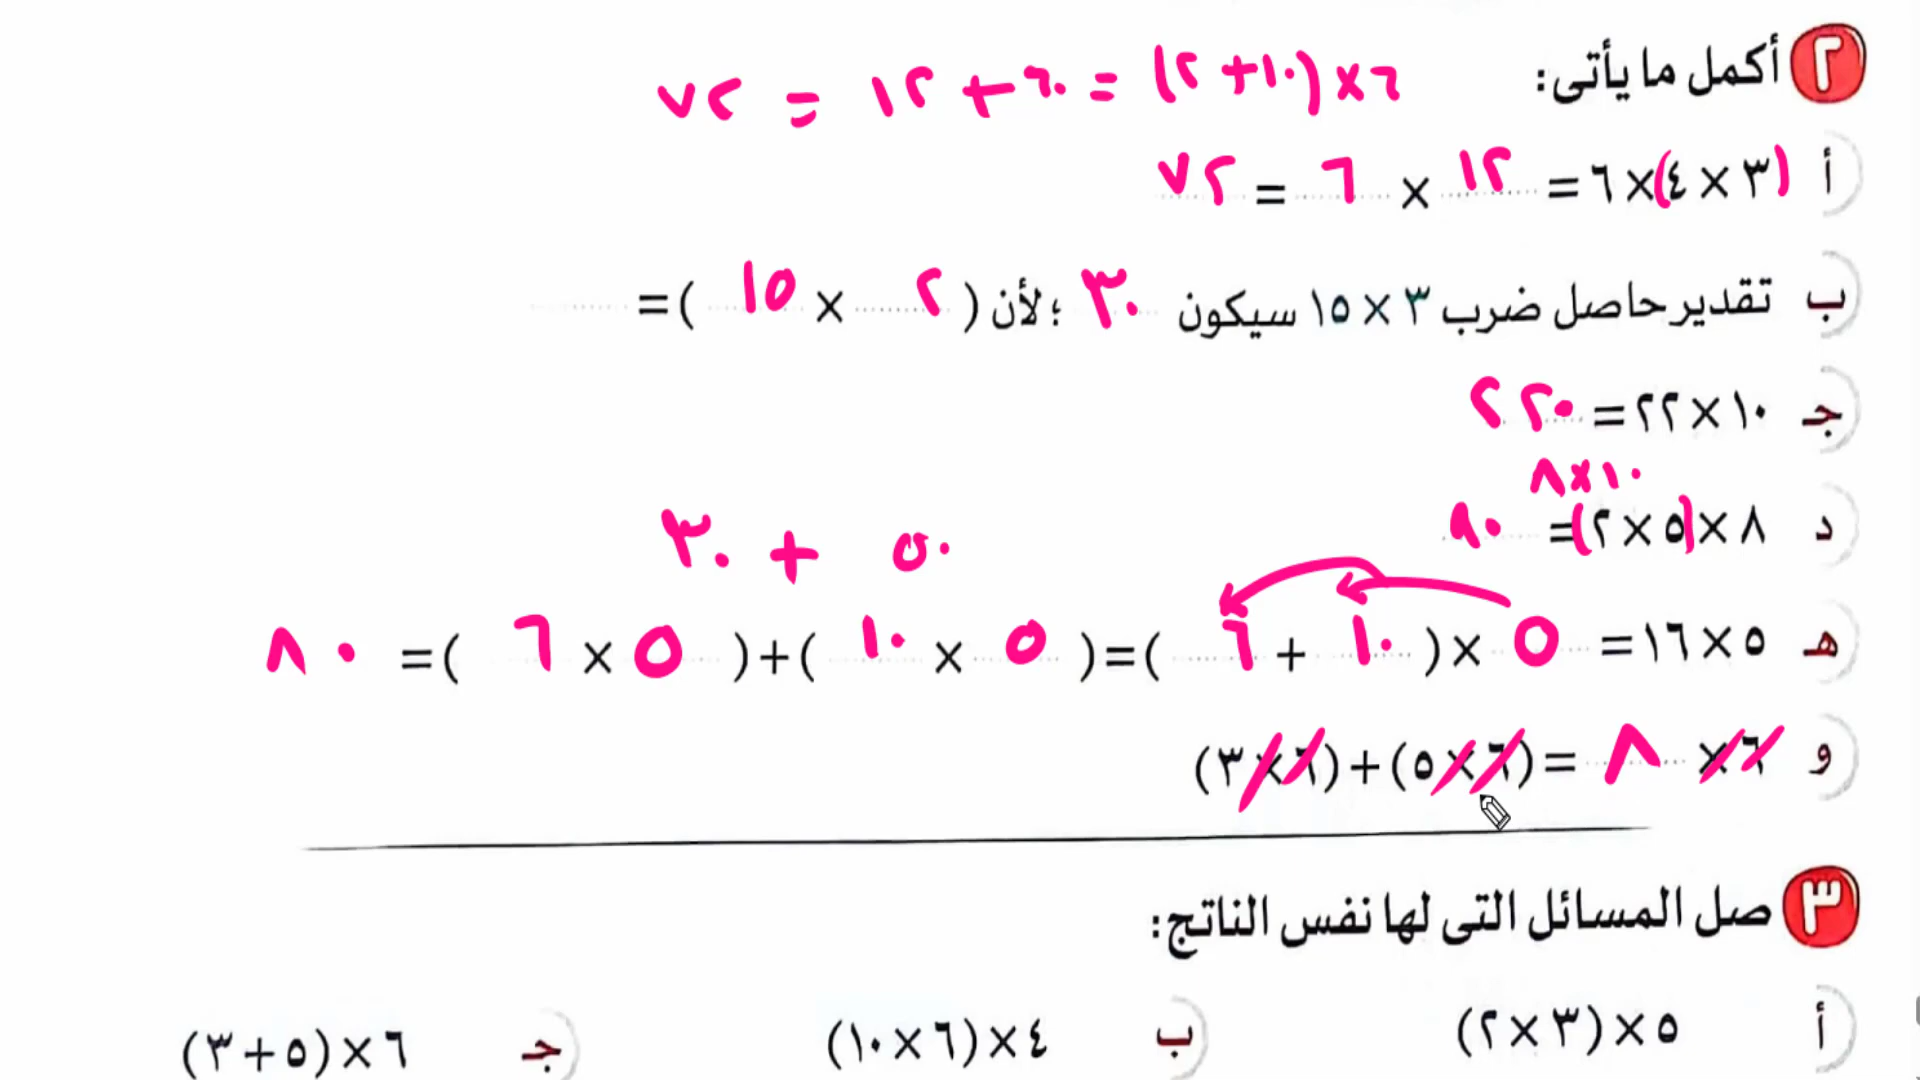 ٢ أكمل ما يأتى:
٦ × (١٠ + ٢) = ٦٠ + ١٢ = ٧٢
أ (٣ × ٤) × ٦ = ١٢ × ٦ = ٧٢
ب تقدير حاصل ضرب ٣ × ١٥ سيكون ٣٠ ؛ لأن ( ٢ × ١٥ ) =
جـ ١٠ × ٢٢ = ٢٢٠
٨ × ١٠
د ٨ × (٥ × ٢) = ٨٠
٥٠ + ٣٠
هـ ٥ × ١٦ = ٥ × ( ١٠ + ٦ ) = ( ٥ × ١٠ ) + ( ٥ × ٦ ) = ٨٠
و ٦ × ٨ = (٦ × ٥) + (٦ × ٣)
٣ صل المسائل التى لها نفس الناتج:
أ ٥ × (٣ × ٢) ب ٤ × (٦ × ١٠) جـ ٦ × (٥ + ٣)